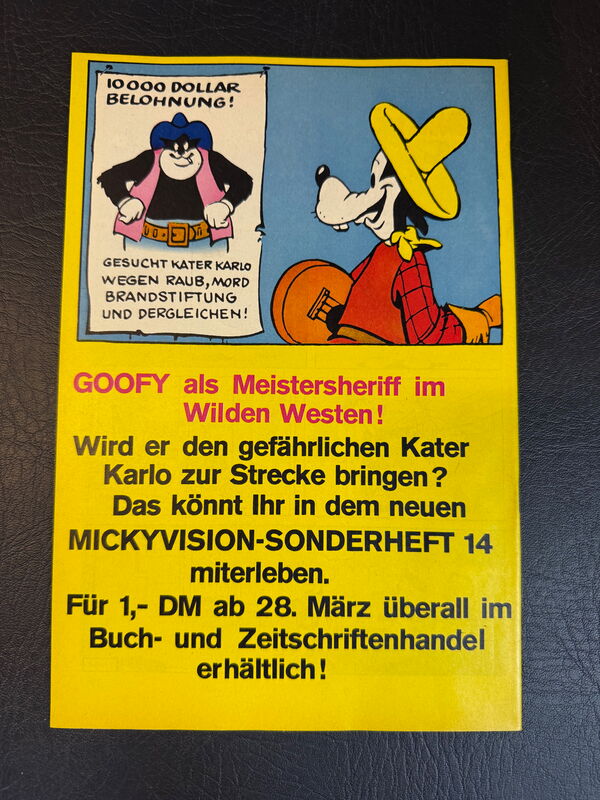 10000 DOLLAR
BELOHNUNG!
GESUCHT KATER KARLO
WEGEN RAUB, MORD
BRANDSTIFTUNG
UND DERGLEICHEN!
GOOFY als Meistersheriff im
Wilden Westen!
Wird er den gefährlichen Kater
Karlo zur Strecke bringen?
Das könnt Ihr in dem neuen
MICKYVISION-SONDERHEFT 14
miterleben.
Für 1,- DM ab 28. März überall im
Buch- und Zeitschriftenhandel
erhältlich!